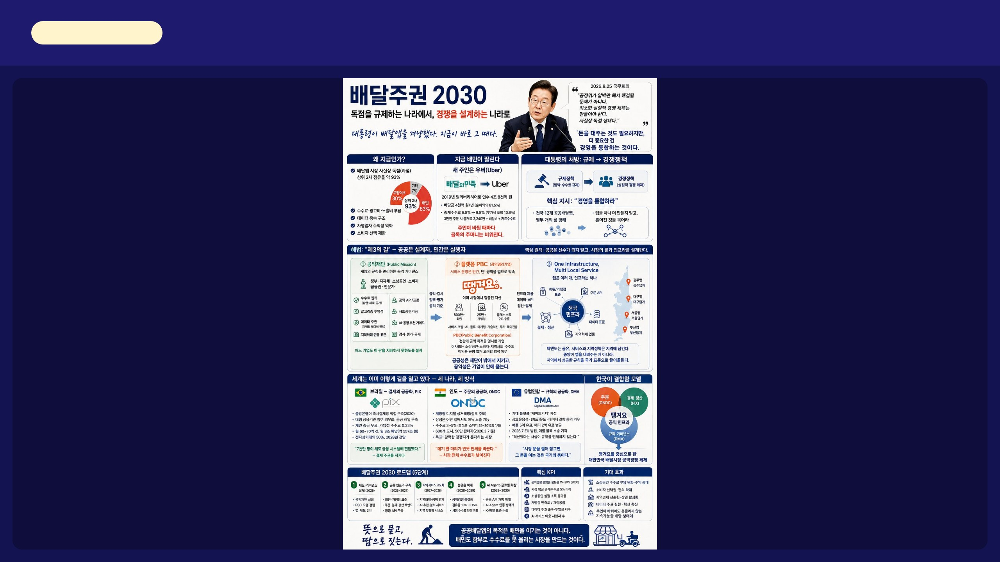 배달주권 2030
독점을 규제하는 나라에서, 경쟁을 설계하는 나라로
대통령이 배달앱을 겨냥했다. 지금이 바로 그 때다.
2026.8.25 국무회의
“공정위가 압박만 해서 해결될
문제가 아니다.
최소한 실질적 경쟁 체제는
만들어야 한다.
사실상 독점 상태다.”
“돈을 대주는 것도 필요하지만,
더 중요한 건
경영을 통합하는 것이다.
왜 지금인가?
배달앱 시장 사실상 독점(과점)
상위 2사 점유율 약 93%
기타
7%
쿠팡이츠
30%
상위 2사
93%
배민
63%
수수료·광고비·노출비 부담
데이터 종속 구조
자영업자 수익성 악화
소비자 선택 제한
지금 배민이 팔린다
새 주인은 우버(Uber)
배달의민족
Uber
2019년 딜리버리히어로 인수 4조 8천억 원
• 배당금 4천억 원/년 (순이익의 81.5%)
• 중개수수료 6.8% → 9.8% (부가세 포함 10.8%)
3만원 주문 시 중개료 3,240원 + 배달비 + 카드수수료
주인이 바뀔 때마다
골목의 주머니는 비워진다.
대통령의 처방: 규제 → 경쟁정책
규제정책
(압박·수수료 규제)
경쟁정책
(실질적 경쟁 체제)
핵심 지시: “경영을 통합하라”
• 전국 12개 공공배달앱,
열두 개의 섬 형태
• 앱을 하나 더 만들지 말고,
흩어진 것을 묶어라
해법: “제3의 길” – 공공은 설계자, 민간은 실행자
핵심 원칙: 공공은 선수가 되지 말고, 시장의 룰과 인프라를 설계한다.
① 공익재단 (Public Mission)
게임의 규칙을 관리하는 공익 거버넌스
정부·지자체·소상공인·소비자
금융권·전문가
수수료 원칙
공익 API/표준
알고리즘 투명성
데이터 주권
(가맹점 데이터 권리)
AI·공정 추천 가이드
지역화폐 연동 표준
감시·평가·공개
어느 기업도 이 판을 지배하지 못하도록 설계
규칙·감시
정책·평가
공익 기준
② 플랫폼 PBC (공익영리기업)
서비스 운영은 민간, 단! 공익을 법으로 약속
땡겨요
이미 시장에서 검증된 자산
800만+
회원
25만+
가맹점
중개수수료
2% 수준
서비스 개발·AI·물류·마케팅·기술혁신·투자·해외진출
PBC(Public Benefit Corporation)
정관에 공익 목적을 명시한 기업
이사회는 소상공인·소비자·지역사회·주주의
이익을 균형 있게 고려할 법적 의무
공공성은 재단이 밖에서 지키고,
공익성은 기업이 안에 품는다.
인프라 제공
데이터·API
정산·결제
③ One Infrastructure,
Multi Local Service
앱은 여러 개, 인프라는 하나
회원/가맹점
표준
주문 API
전국
인프라
결제 · 정산
데이터 표준
지역화폐 연동
광주앱
대구앱
서울앱
부산앱
백엔드는 공유, 서비스와 지역정책은 지역에 남긴다.
중앙이 앱을 내려주는 게 아니라,
지역에서 성공한 규칙을 국가 표준으로 끌어올린다.
세계는 이미 이렇게 길을 열고 있다 – 세 나라, 세 방식
브라질 – 결제의 공공화, PIX
pix
• 중앙은행이 즉시결제망 직접 구축(2020)
• 대형 금융기관 참여 의무화, 공공 레일 구축
• 개인 송금 무료, 가맹점 수수료 0.33%
• 월 60~70억 건, 월 3조 헤알(약 557조 원)
• 전자상거래의 50%, 2028년 전망
“7천만 명이 새로 금융 시스템에 편입됐다.”
– 결제 주권을 지키다
인도 – 주문의 공공화, ONDC
ONDC
• 개방형 디지털 상거래망(정부 주도)
• 상점은 어떤 앱에서도 메뉴 노출 가능
• 수수료 3~5% (조마토·스위기 25~30%의 1/6)
• 600개 도시, 50만 판매자(2026.3 기준)
• 목표: 강력한 경쟁자가 존재하는 시장
“메기 한 마리가 연못 전체를 바꾼다.”
– 시장 전체 수수료가 낮아진다
유럽연합 – 규칙의 공공화, DMA
DMA
Digital Markets Act
• 거대 플랫폼 “게이트키퍼” 지정
• 상호운용성·반(反)유도·데이터 결합 동의 의무
• 애플 5억 유로, 메타 2억 유로 벌금
• 2026.7 EU 법원, 애플 불복 소송 기각
• “혁신했다는 사실이 규제를 면제하지 않는다.”
“시장 문을 걸어 잠그면,
그 문을 여는 것은 국가의 몫이다.”
한국이 결합할 모델
주문
(ONDC)
결제·정산
(PIX)
땡겨요
공익 인프라
규칙·거버넌스
(DMA)
땡겨요를 중심으로 한
대한민국 배달시장 공익경쟁 체제
배달주권 2030 로드맵 (5단계)
1 제도·거버넌스
설계 (2026)
• 공익재단 설립
• PBC 모델 정립
• 법·제도 정비
2 공통 인프라 구축
(2026~2027)
• 회원·가맹점 표준
• 주문·결제·정산 백엔드
• 공공 API 구축
3 지역 서비스 고도화
(2027~2028)
• 지역화폐·정책 연계
• AI 추천·분석 서비스
• 지역 맞춤형 서비스
4 점유율 확대
(2028~2029)
• 공익경쟁 플랫폼
점유율 10% → 15%
• 시장 수수료 인하 유도
5 AI Agent·글로벌 확장
(2029~2030)
• 공공 API 개방 확대
• AI Agent 연동 생태계
• K-배달 표준 수출
핵심 KPI
공익경쟁 플랫폼 점유율 15~20% (2030)
시장 평균 중개수수료 5% 이하
소상공인 실질 소득 증가율
가맹점 만족도 / 재이용률
데이터 주권 준수·투명성 지수
AI 서비스 이용 사업자 수
기대 효과
소상공인 수수료 부담 완화·수익 증대
소비자 선택권·편의 확대
지역경제 선순환·상권 활성화
데이터 주권 실현 · 혁신 촉진
주인이 바뀌어도 흔들리지 않는
지속가능한 배달 생태계
뜻으로 묻고,
땀으로 짓는다.
공공배달앱의 목적은 배민을 이기는 것이 아니다.
배민도 함부로 수수료를 못 올리는 시장을 만드는 것이다.